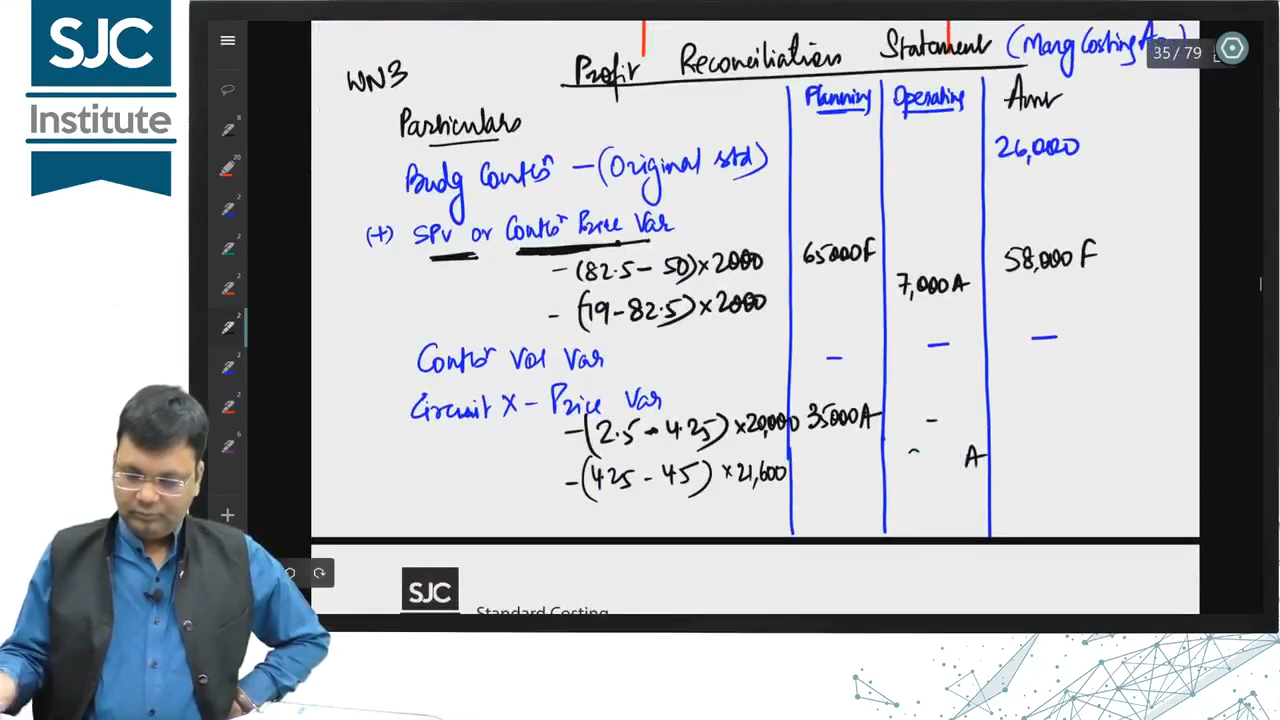 SJC
Institute
35 / 79
WN3 Profit Reconciliation Statement (Marg Costing
Particulars Planning Operating Amt
Budg Contbn – (Original std) 26,000
(+) SPV or Contbn Price Var
– (82.5 – 50) × 2000 65000F 58,000 F
– (79 – 82.5) × 2000 7,000A
Contbn Vol Var – – –
Circuit X – Price Var
– (2.5 – 4.25) × 20,000 35000A –
– (4.25 – 4.5) × 21,600 A
SJC
Standard Costing